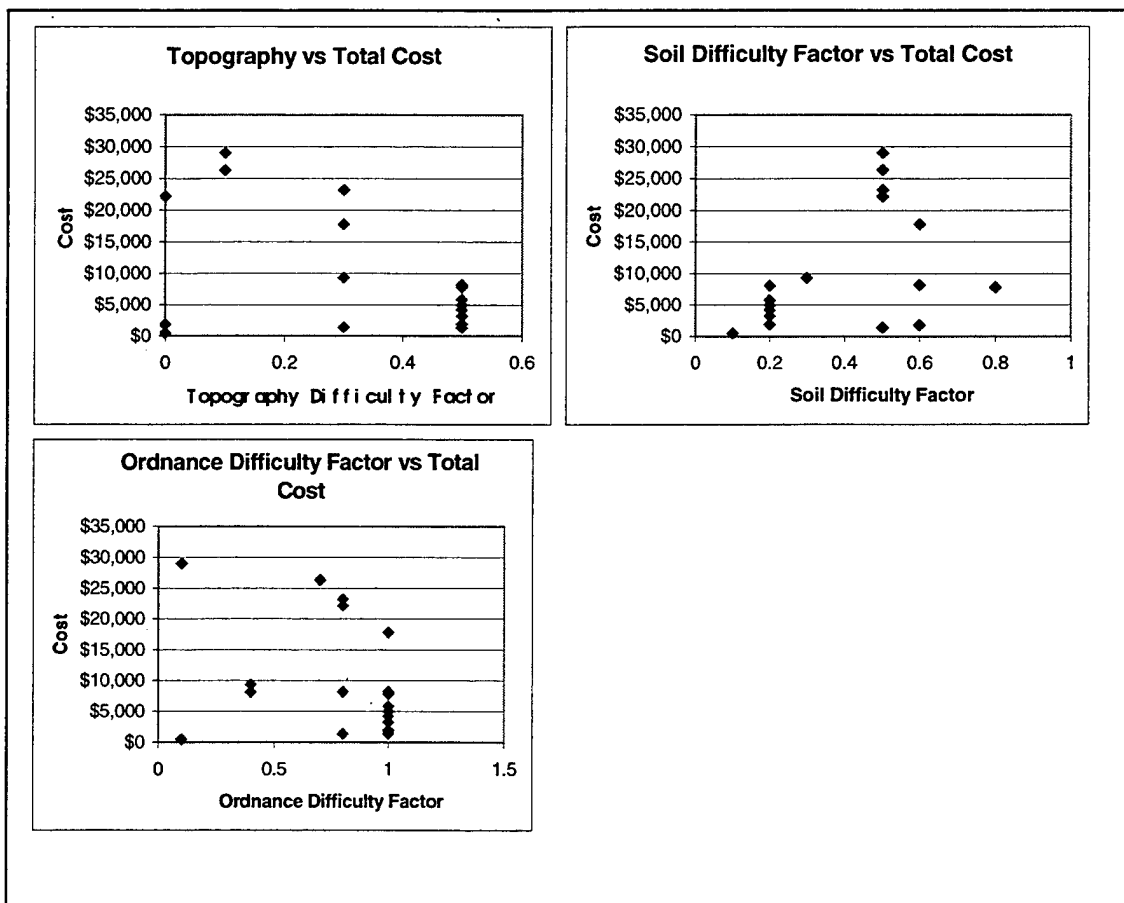 Topography vs Total Cost
$35,000
$30,000
$25,000
$20,000
$15,000
$10,000
$5,000
$0
Cost
0 0.2 0.4 0.6
Topography Difficulty Factor
Soil Difficulty Factor vs Total Cost
$35,000
$30,000
$25,000
$20,000
$15,000
$10,000
$5,000
$0
Cost
0 0.2 0.4 0.6 0.8 1
Soil Difficulty Factor
Ordnance Difficulty Factor vs Total
Cost
$35,000
$30,000
$25,000
$20,000
$15,000
$10,000
$5,000
$0
Cost
0 0.5 1 1.5
Ordnance Difficulty Factor